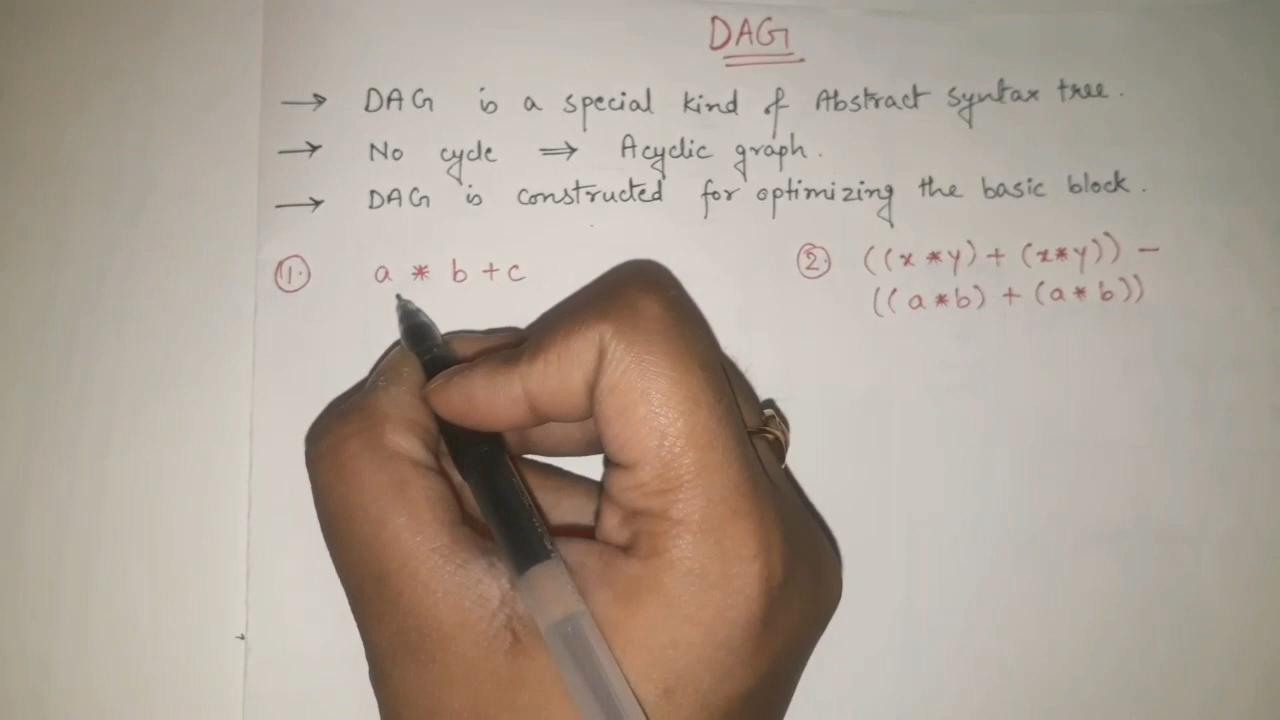 DAG
→ DAG is a special kind of Abstract syntax tree.
→ No cycle ⇒ Acyclic graph.
→ DAG is constructed for optimizing the basic block.
①. a * b + c
②. ((x * y) + (x * y)) -
((a * b) + (a * b))